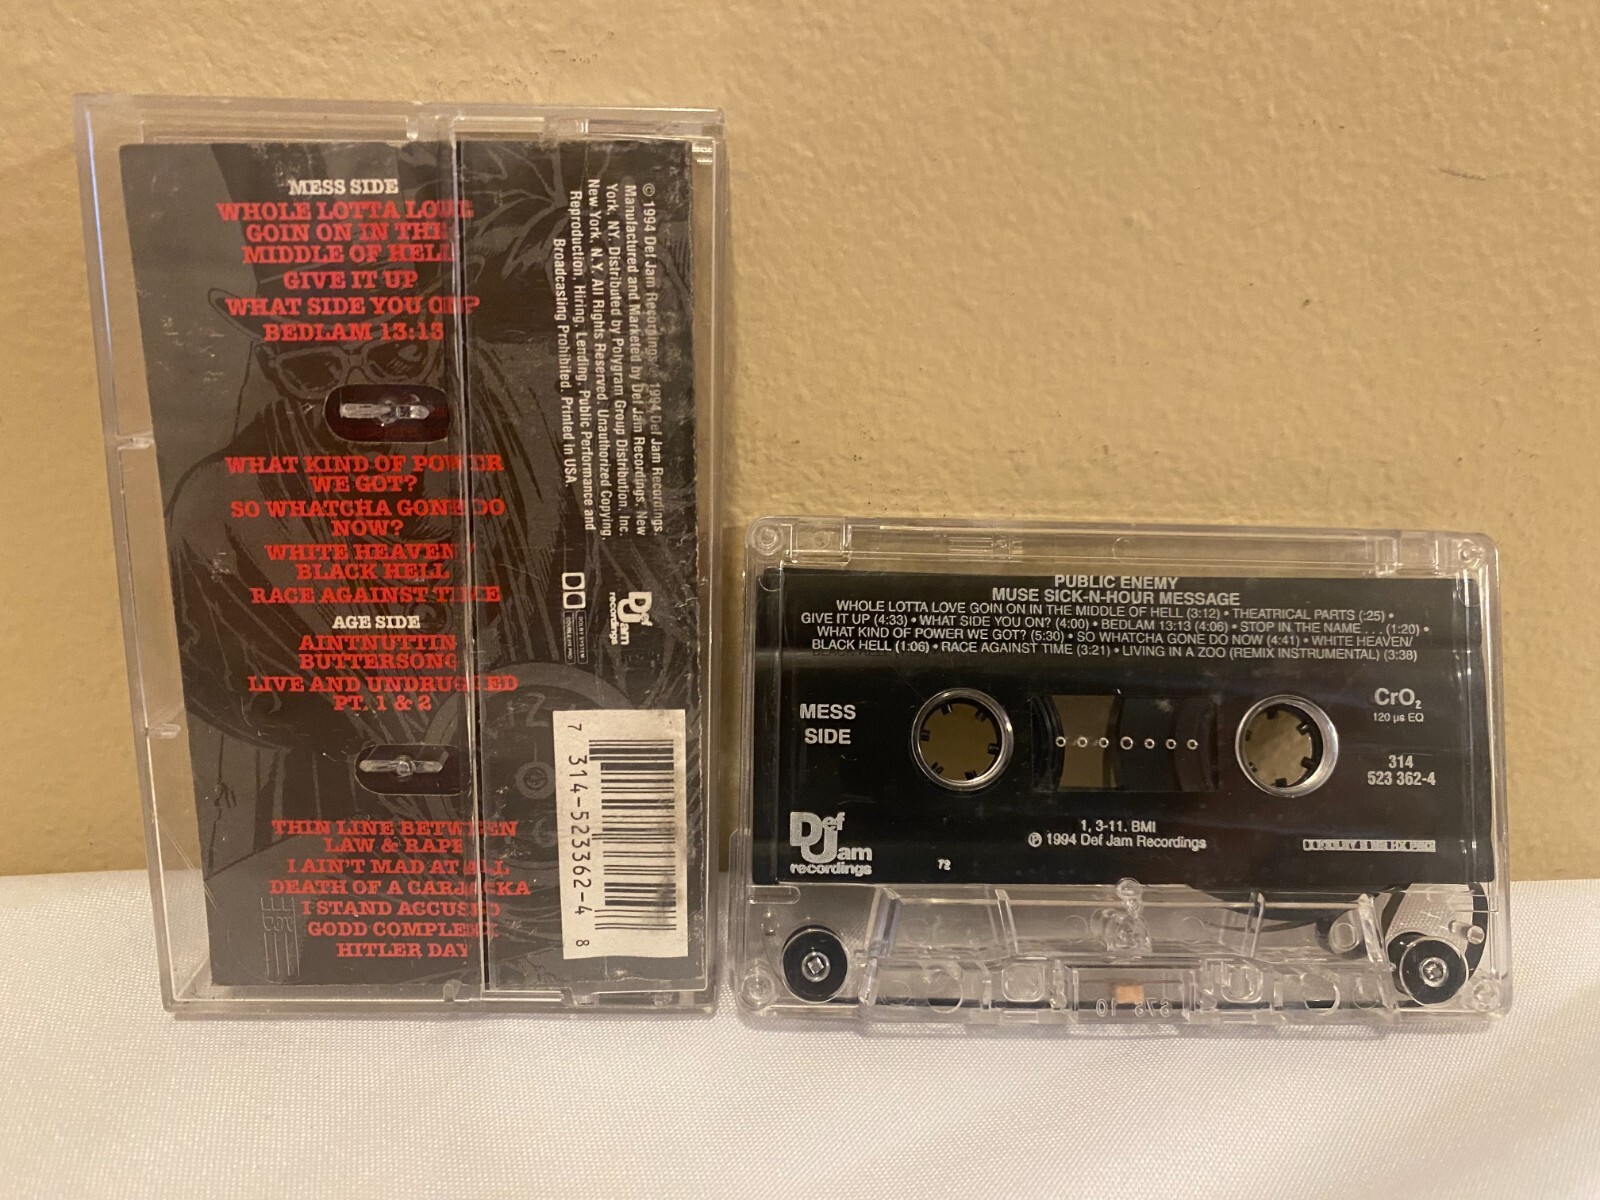 MESS SIDE
WHOLE LOTTA LOVE
GOIN ON IN THE
MIDDLE OF HELL
GIVE IT UP
WHAT SIDE YOU ON?
BEDLAM 13:13
WHAT KIND OF POWER
WE GOT?
SO WHATCHA GONE DO
NOW?
WHITE HEAVEN/
BLACK HELL
RACE AGAINST TIME
AGE SIDE
AINTNUTTIN
BUTTERSONG
LIVE AND UNDRUGGED
PT. 1 & 2
THIN LINE BETWEEN
LAW & RAPE
I AIN'T MAD AT ALL
DEATH OF A CARJACKA
I STAND ACCUSED
GODD COMPLEXX
HITLER DAY
© 1994 Def Jam Recordings 1994 Def Jam Recordings.
Manufactured and Marketed by Def Jam Recordings, New
York, NY. Distributed by Polygram Group Distribution, Inc.
New York, N.Y. All Rights Reserved. Unauthorized Copying,
Reproduction, Hiring, Lending, Public Performance and
Broadcasting Prohibited. Printed in USA.
DOLBY SYSTEM
Def Jam
recordings
7 314-523362-4 8
PUBLIC ENEMY
MUSE SICK-N-HOUR MESSAGE
WHOLE LOTTA LOVE GOIN ON IN THE MIDDLE OF HELL (3:12) • THEATRICAL PARTS (:25) •
GIVE IT UP (4:33) • WHAT SIDE YOU ON? (4:00) • BEDLAM 13:13 (4:06) • STOP IN THE NAME . . . (1:20) •
WHAT KIND OF POWER WE GOT? (5:30) • SO WHATCHA GONE DO NOW (4:41) • WHITE HEAVEN/
BLACK HELL (1:06) • RACE AGAINST TIME (3:21) • LIVING IN A ZOO (REMIX INSTRUMENTAL) (3:38)
MESS
SIDE
CrO₂
120 µs EQ
314
523 362-4
1, 3-11. BMI
℗ 1994 Def Jam Recordings
Def Jam
recordings
T2
DOLBY B NR HX PRO